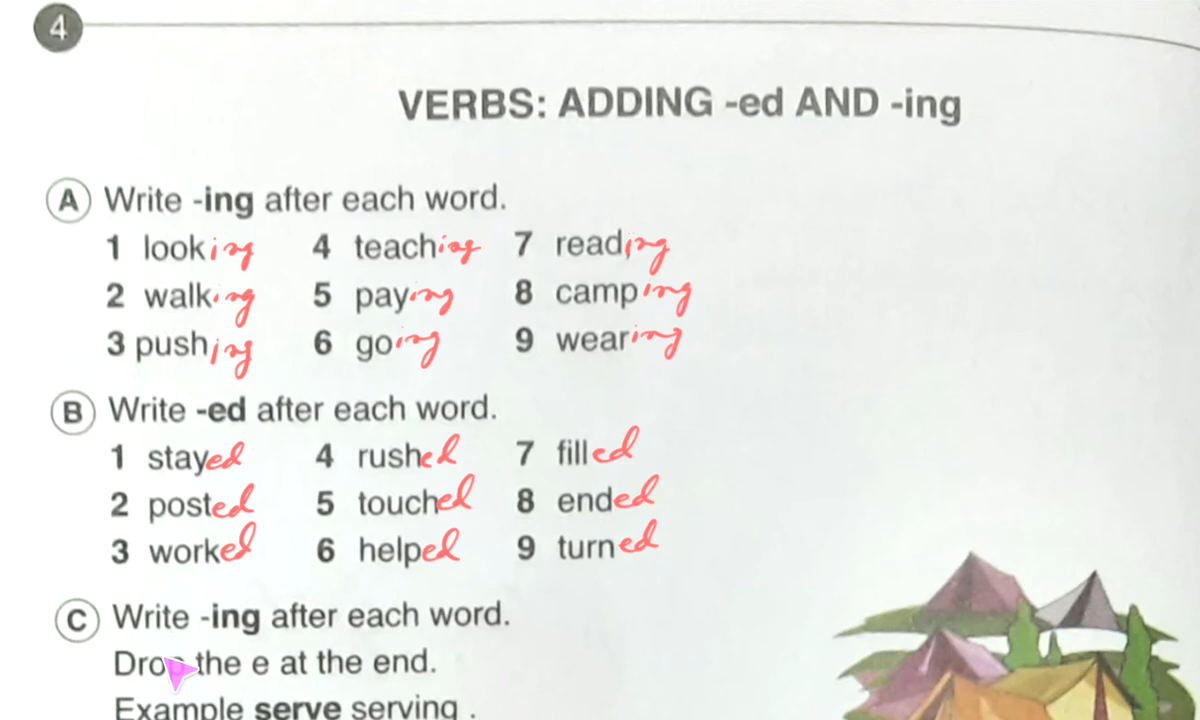 4
VERBS: ADDING -ed AND -ing
A Write -ing after each word.
1 looking 4 teaching 7 reading
2 walking 5 paying 8 camping
3 pushing 6 going 9 wearing
B Write -ed after each word.
1 stayed 4 rushed 7 filled
2 posted 5 touched 8 ended
3 worked 6 helped 9 turned
C Write -ing after each word.
Drop the e at the end.
Example serve serving .